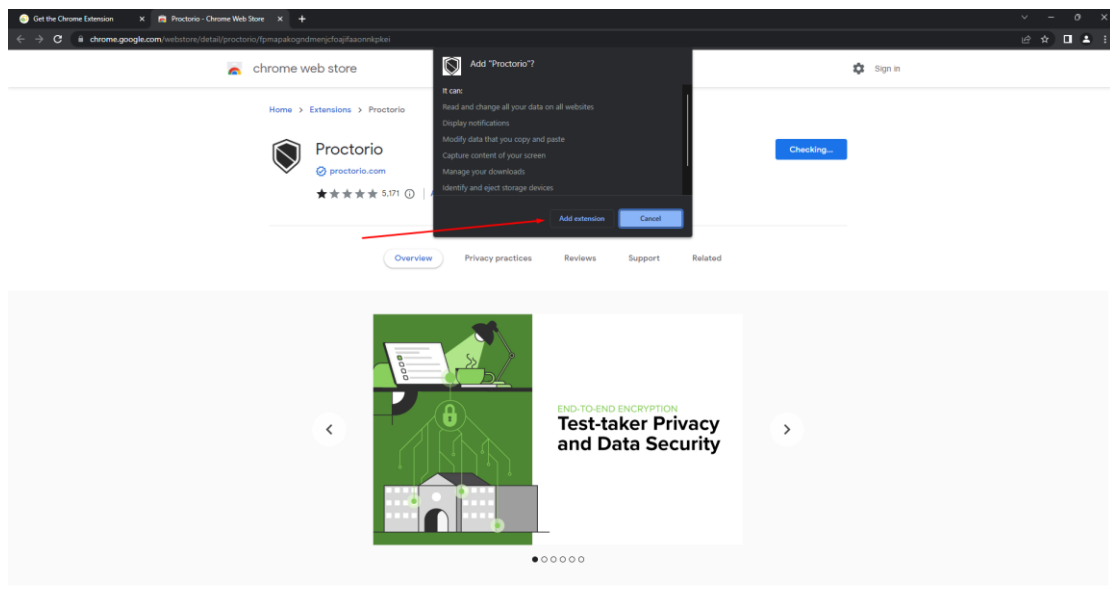 Get the Chrome Extension
Proctorio - Chrome Web Store
chrome.google.com/webstore/detail/proctorio/fpmapakogndmenjcfoajifaaonnkpkei
chrome web store
Sign in
Add "Proctorio"?
It can:
Read and change all your data on all websites
Display notifications
Modify data that you copy and paste
Capture content of your screen
Manage your downloads
Identify and eject storage devices
Add extension
Cancel
Home > Extensions > Proctorio
Proctorio
proctorio.com
5,171
Checking...
Overview
Privacy practices
Reviews
Support
Related
END-TO-END ENCRYPTION
Test-taker Privacy
and Data Security